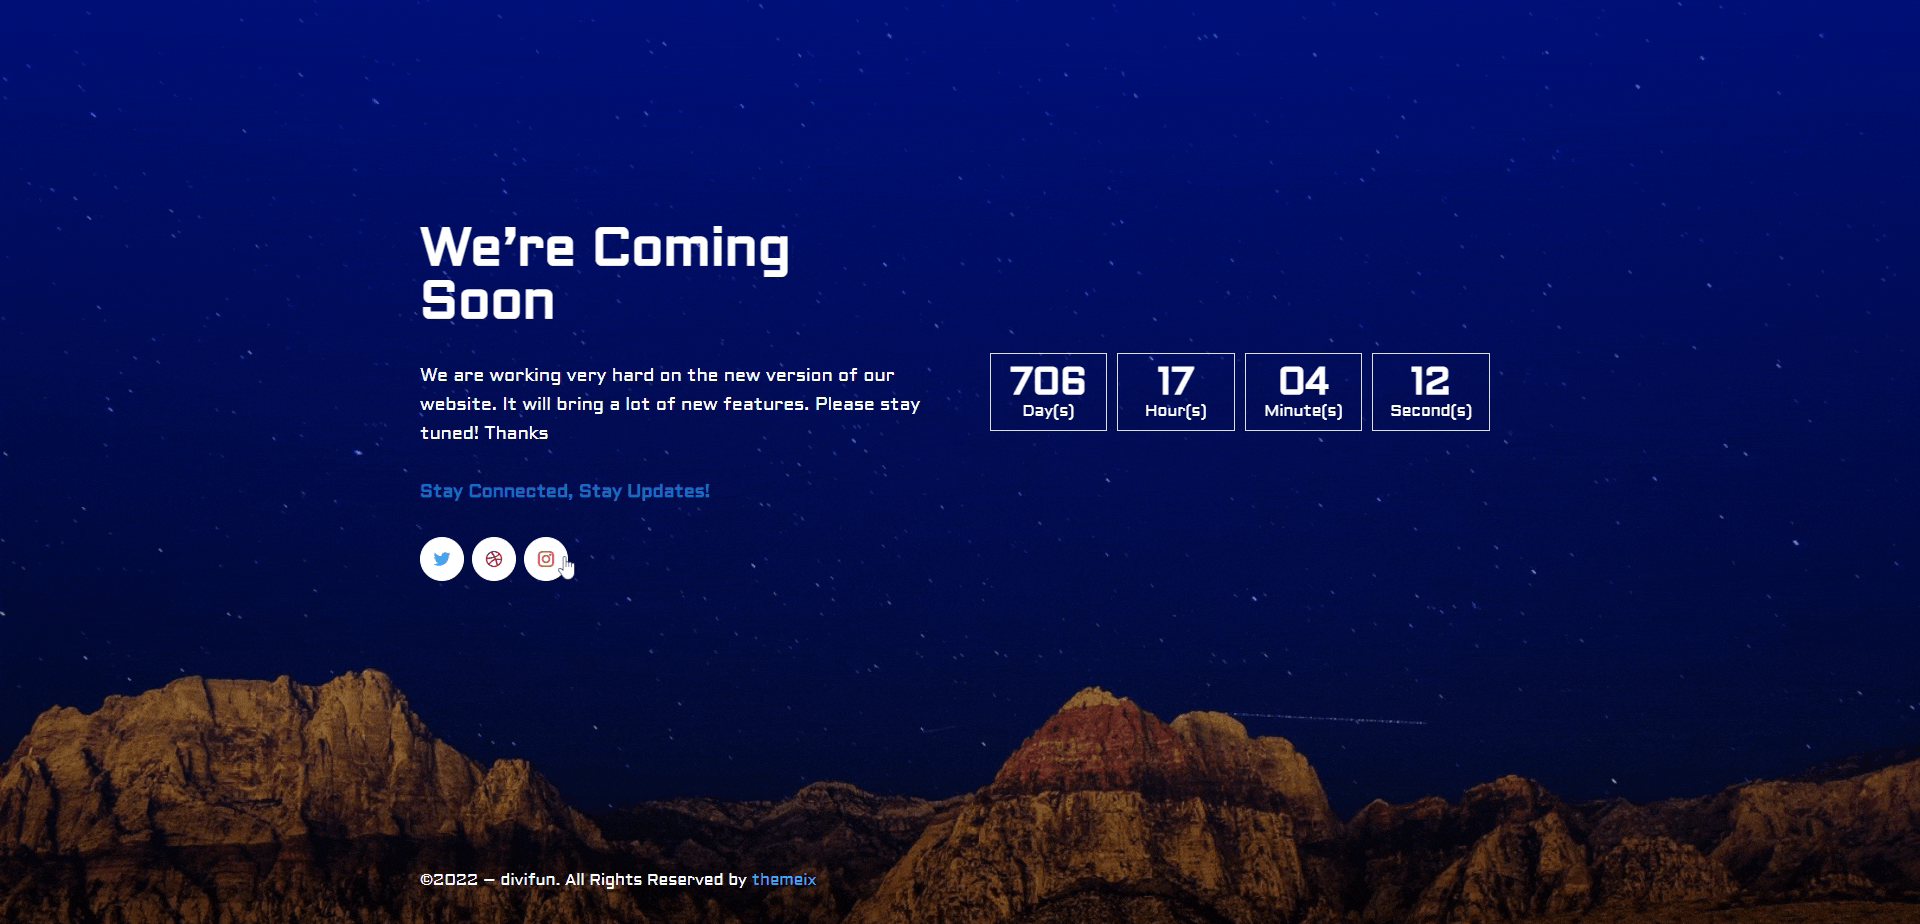 We’re Coming
Soon
We are working very hard on the new version of our
website. It will bring a lot of new features. Please stay
tuned! Thanks
Stay Connected, Stay Updates!
706
Day(s)
17
Hour(s)
04
Minute(s)
12
Second(s)
©2022 – divifun. All Rights Reserved by themeix